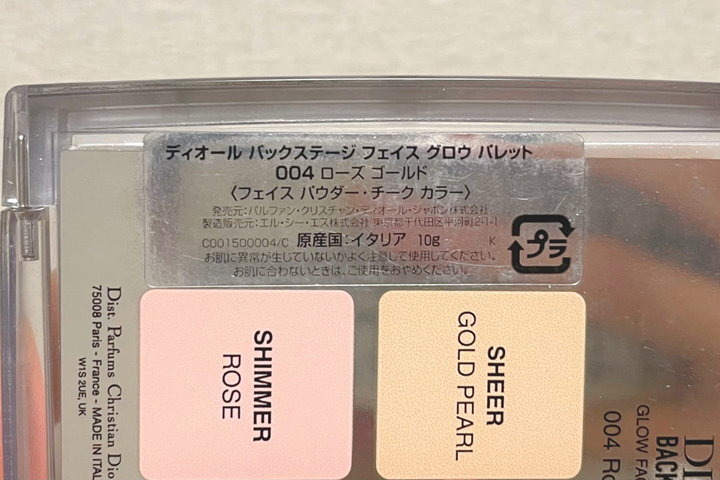 ディオール バックステージ フェイス グロウ パレット
004 ローズ ゴールド
〈フェイス パウダー・チーク カラー〉
発売元:パルファン・クリスチャン・ディオール・ジャポン株式会社
製造販売元:エル・シー・エス株式会社 東京都千代田区平河町2-1-1
C001500004/C 原産国:イタリア 10g K
お肌に異常が生じていないかよく注意して使用してください。
お肌に合わないときは、ご使用をおやめください。
プラ
SHIMMER
ROSE
SHEER
GOLD PEARL
Dist. Parfums Christian Dio
75008 Paris - France - MADE IN ITAL
W1S 2UE, UK
DI
BACK
GLOW FAC
004 Ro